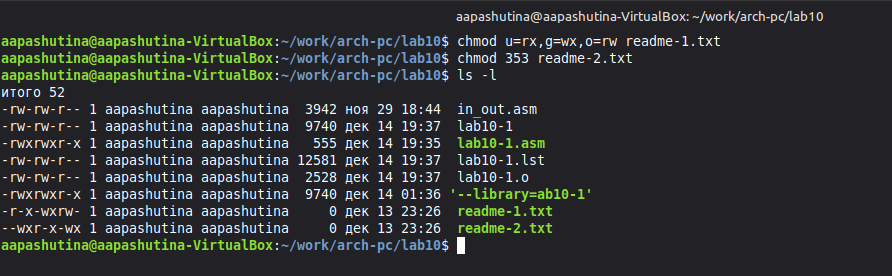 aapashutina@aapashutina-VirtualBox: ~/work/arch-pc/lab10
aapashutina@aapashutina-VirtualBox:~/work/arch-pc/lab10$ chmod u=rx,g=wx,o=rw readme-1.txt
aapashutina@aapashutina-VirtualBox:~/work/arch-pc/lab10$ chmod 353 readme-2.txt
aapashutina@aapashutina-VirtualBox:~/work/arch-pc/lab10$ ls -l
итого 52
-rw-rw-r-- 1 aapashutina aapashutina  3942 ноя 29 18:44  in_out.asm
-rw-rw-r-- 1 aapashutina aapashutina  9740 дек 14 19:37  lab10-1
-rwxrwxr-x 1 aapashutina aapashutina   555 дек 14 19:35  lab10-1.asm
-rw-rw-r-- 1 aapashutina aapashutina 12581 дек 14 19:37  lab10-1.lst
-rw-rw-r-- 1 aapashutina aapashutina  2528 дек 14 19:37  lab10-1.o
-rwxrwxr-x 1 aapashutina aapashutina  9740 дек 14 01:36 '--library=ab10-1'
-r-x-wxrw- 1 aapashutina aapashutina     0 дек 13 23:26  readme-1.txt
--wxr-x-wx 1 aapashutina aapashutina     0 дек 13 23:26  readme-2.txt
aapashutina@aapashutina-VirtualBox:~/work/arch-pc/lab10$